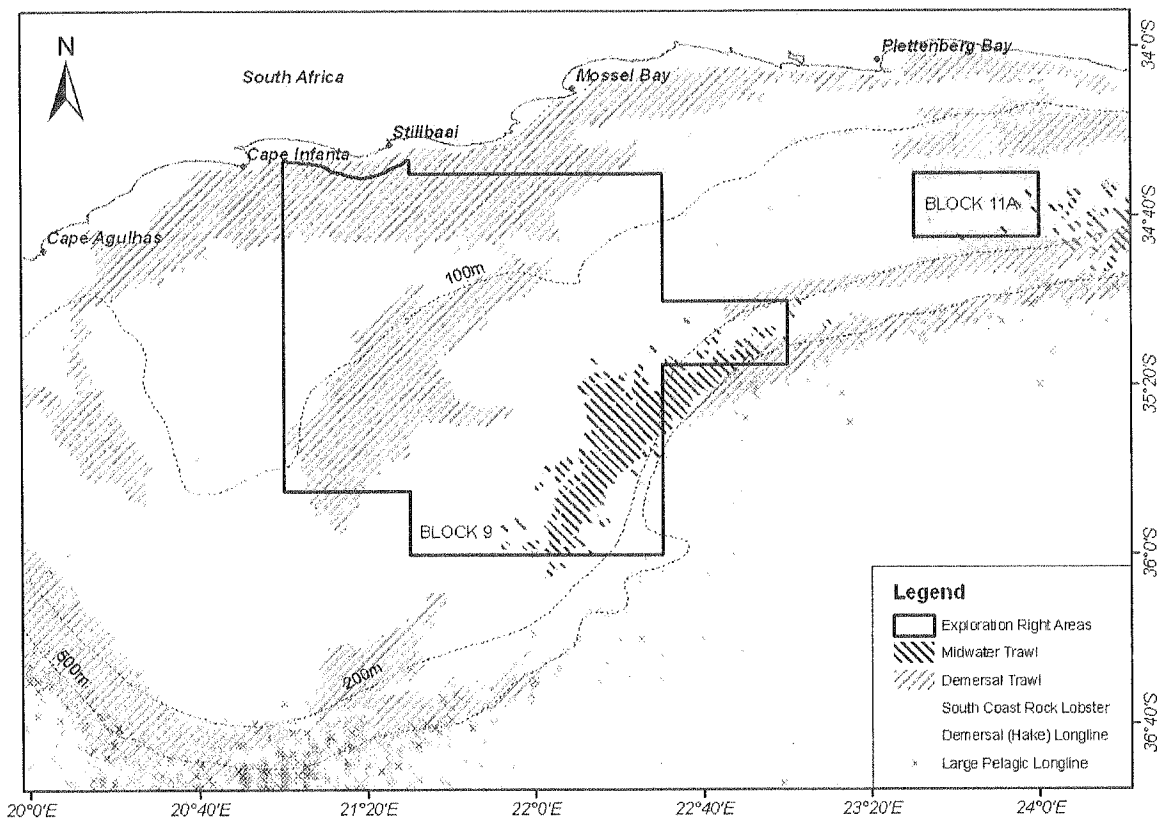 N
South Africa
Plettenberg Bay
Mossel Bay
Stillbaai
Cape Infanta
Cape Agulhas
BLOCK 11A
100m
BLOCK 9
500m
200m
34°0'S
34°40'S
35°20'S
36°0'S
36°40'S
Legend
Exploration Right Areas
Midwater Trawl
Demersal Trawl
South Coast Rock Lobster
Demersal (Hake) Longline
Large Pelagic Longline
20°0'E
20°40'E
21°20'E
22°0'E
22°40'E
23°20'E
24°0'E